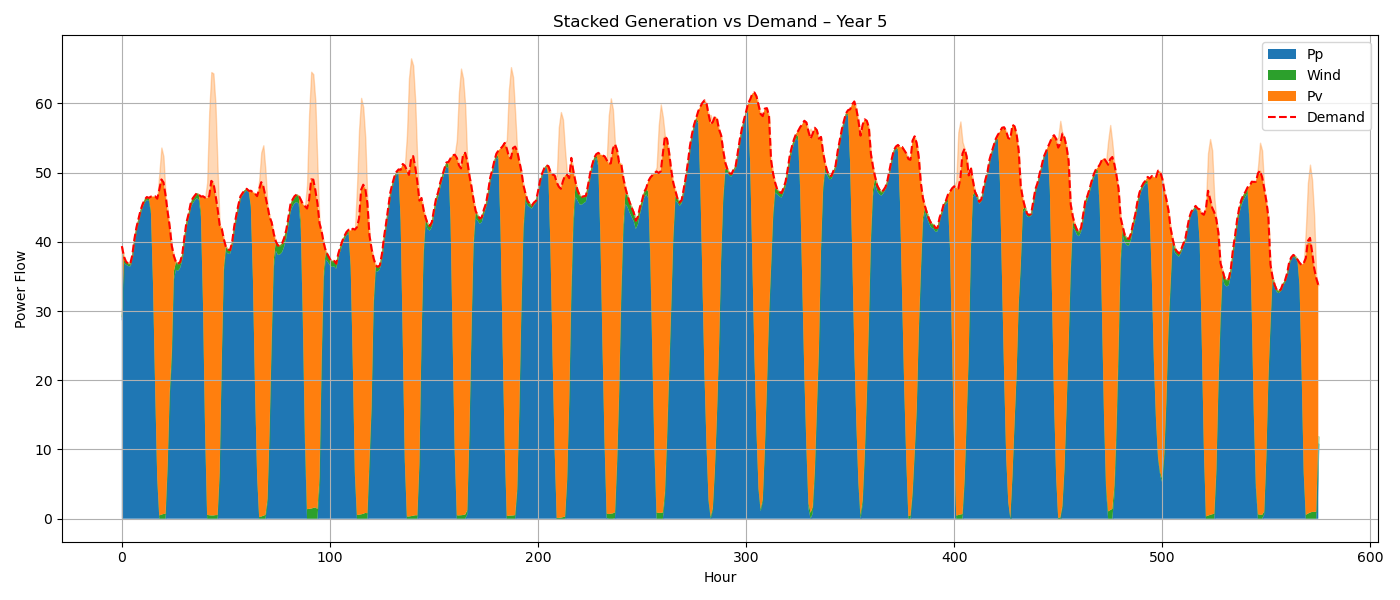 Stacked Generation vs Demand – Year 5
Pp
Wind
Pv
Demand
Power Flow
60
50
40
30
20
10
0
0 100 200 300 400 500 600
Hour